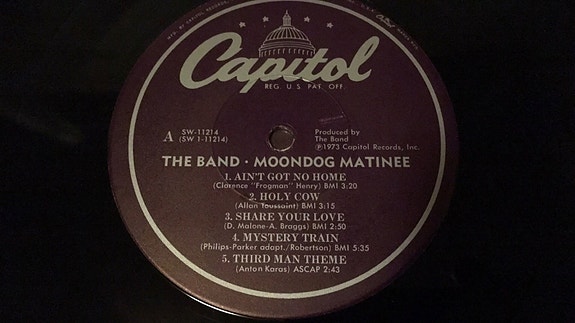 Capitol
REG. U.S. PAT. OFF.
A
SW-11214
(SW 1-11214)
Produced by
The Band
℗1973 Capitol Records, Inc.
THE BAND · MOONDOG MATINEE
1. AIN'T GOT NO HOME
(Clarence "Frogman" Henry) BMI 3:20
2. HOLY COW
(Allan Toussaint) BMI 3:15
3. SHARE YOUR LOVE
(D. Malone-A. Braggs) BMI 2:50
4. MYSTERY TRAIN
(Philips-Parker adapt./Robertson) BMI 5:35
5. THIRD MAN THEME
(Anton Karas) ASCAP 2:43